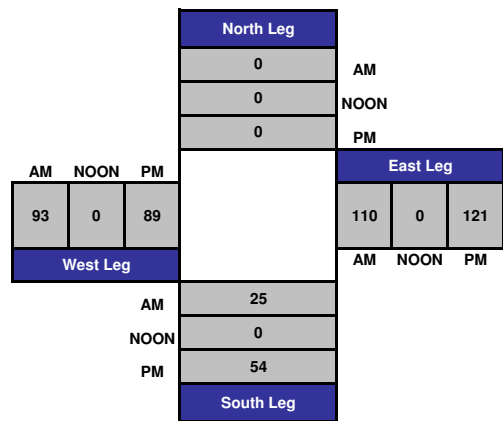 North Leg
0 AM
0 NOON
0 PM
AM NOON PM East Leg
93 0 89 110 0 121
West Leg AM NOON PM
AM 25
NOON 0
PM 54
South Leg